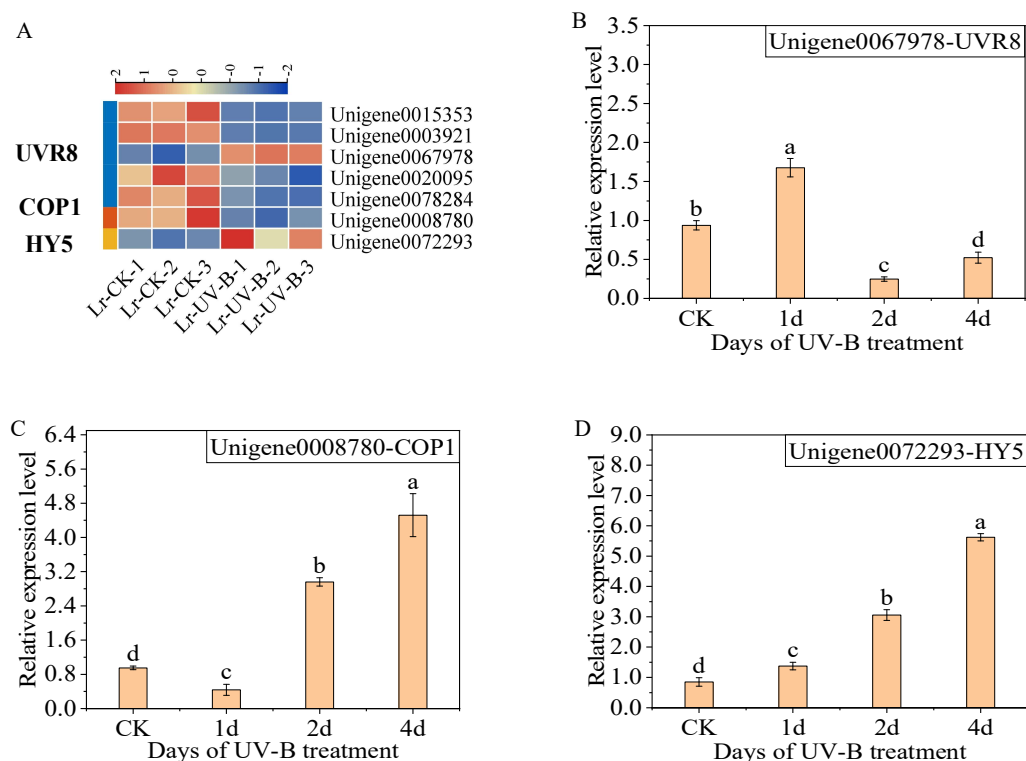 A
2
1
-0
-0
-1
-2
Unigene0015353
Unigene0003921
UVR8
Unigene0067978
Unigene0020095
COP1
Unigene0078284
Unigene0008780
HY5
Unigene0072293
Lr-CK-1
Lr-CK-2
Lr-CK-3
Lr-UV-B-1
Lr-UV-B-2
Lr-UV-B-3
B
Unigene0067978-UVR8
Relative expression level
3.5
3.0
2.5
2.0
1.5
1.0
0.5
0.0
b
a
c
d
CK 1d 2d 4d
Days of UV-B treatment
C
Unigene0008780-COP1
Relative expression level
6.4
5.6
4.8
4.0
3.2
2.4
1.6
0.8
0.0
d
c
b
a
CK 1d 2d 4d
Days of UV-B treatment
D
Unigene0072293-HY5
Relative expression level
9.0
8.0
7.0
6.0
5.0
4.0
3.0
2.0
1.0
0.0
d
c
b
a
CK 1d 2d 4d
Days of UV-B treatment